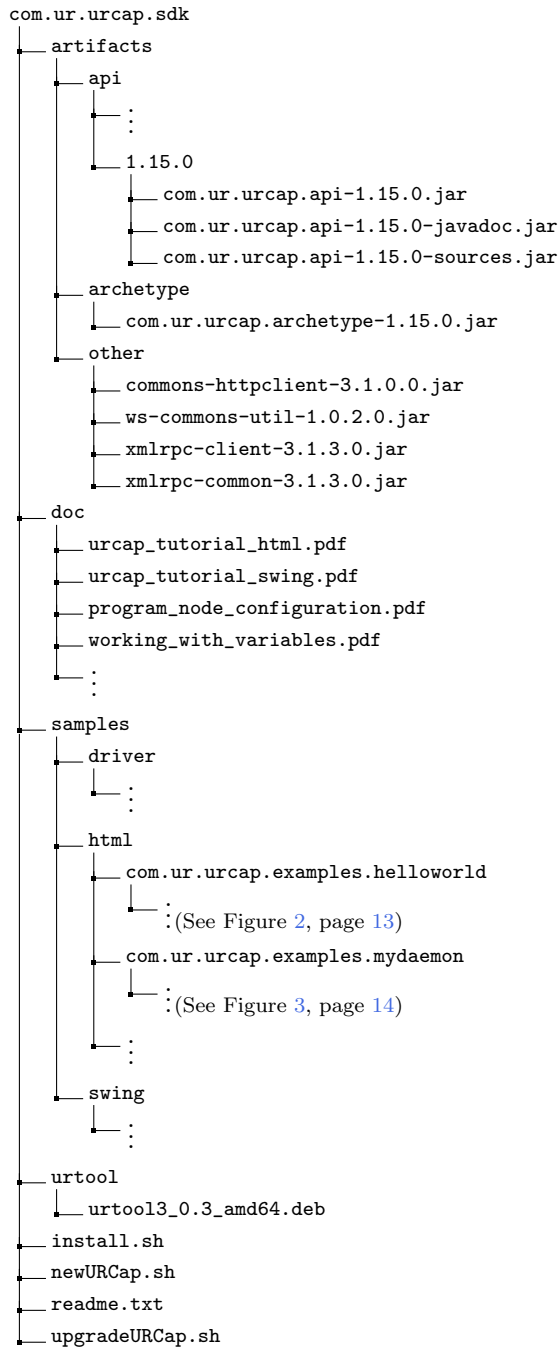 com.ur.urcap.sdk
artifacts
api
⋮
1.15.0
com.ur.urcap.api-1.15.0.jar
com.ur.urcap.api-1.15.0-javadoc.jar
com.ur.urcap.api-1.15.0-sources.jar
archetype
com.ur.urcap.archetype-1.15.0.jar
other
commons-httpclient-3.1.0.0.jar
ws-commons-util-1.0.2.0.jar
xmlrpc-client-3.1.3.0.jar
xmlrpc-common-3.1.3.0.jar
doc
urcap_tutorial_html.pdf
urcap_tutorial_swing.pdf
program_node_configuration.pdf
working_with_variables.pdf
⋮
samples
driver
⋮
html
com.ur.urcap.examples.helloworld
⋮(See Figure 2, page 13)
com.ur.urcap.examples.mydaemon
⋮(See Figure 3, page 14)
⋮
swing
⋮
urtool
urtool3_0.3_amd64.deb
install.sh
newURCap.sh
readme.txt
upgradeURCap.sh